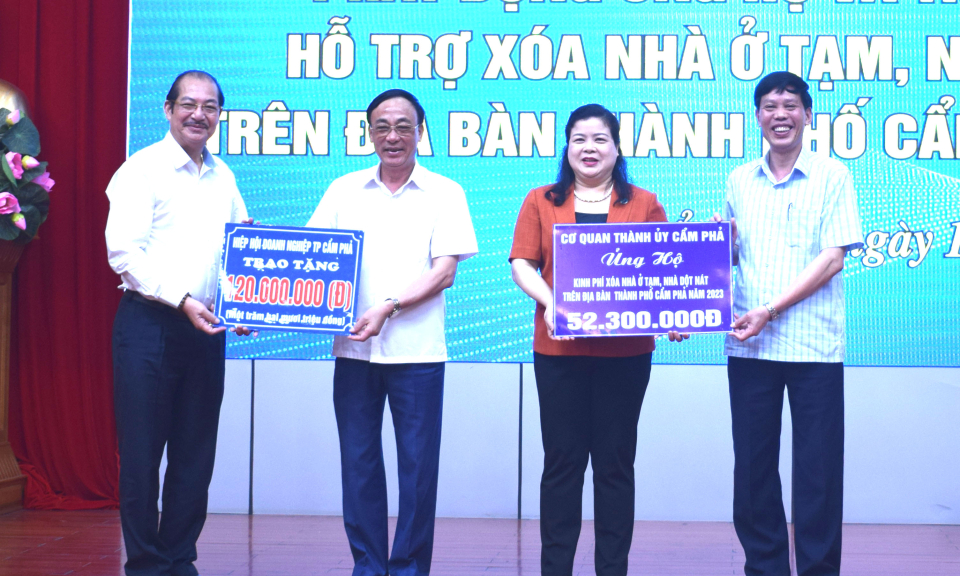 HỖ TRỢ XÓA NHÀ Ở TẠM, N
TRÊN ĐỊA BÀN THÀNH PHỐ CẨ
ngày
HIỆP HỘI DOANH NGHIỆP TP CẨM PHẢ
TRAO TẶNG
120.000.000 (Đ)
(Một trăm hai mươi triệu đồng)
CƠ QUAN THÀNH ỦY CẨM PHẢ
Ủng Hộ
KINH PHÍ XÓA NHÀ Ở TẠM, NHÀ DỘT NÁT
TRÊN ĐỊA BÀN THÀNH PHỐ CẨM PHẢ NĂM 2023
52.300.000Đ